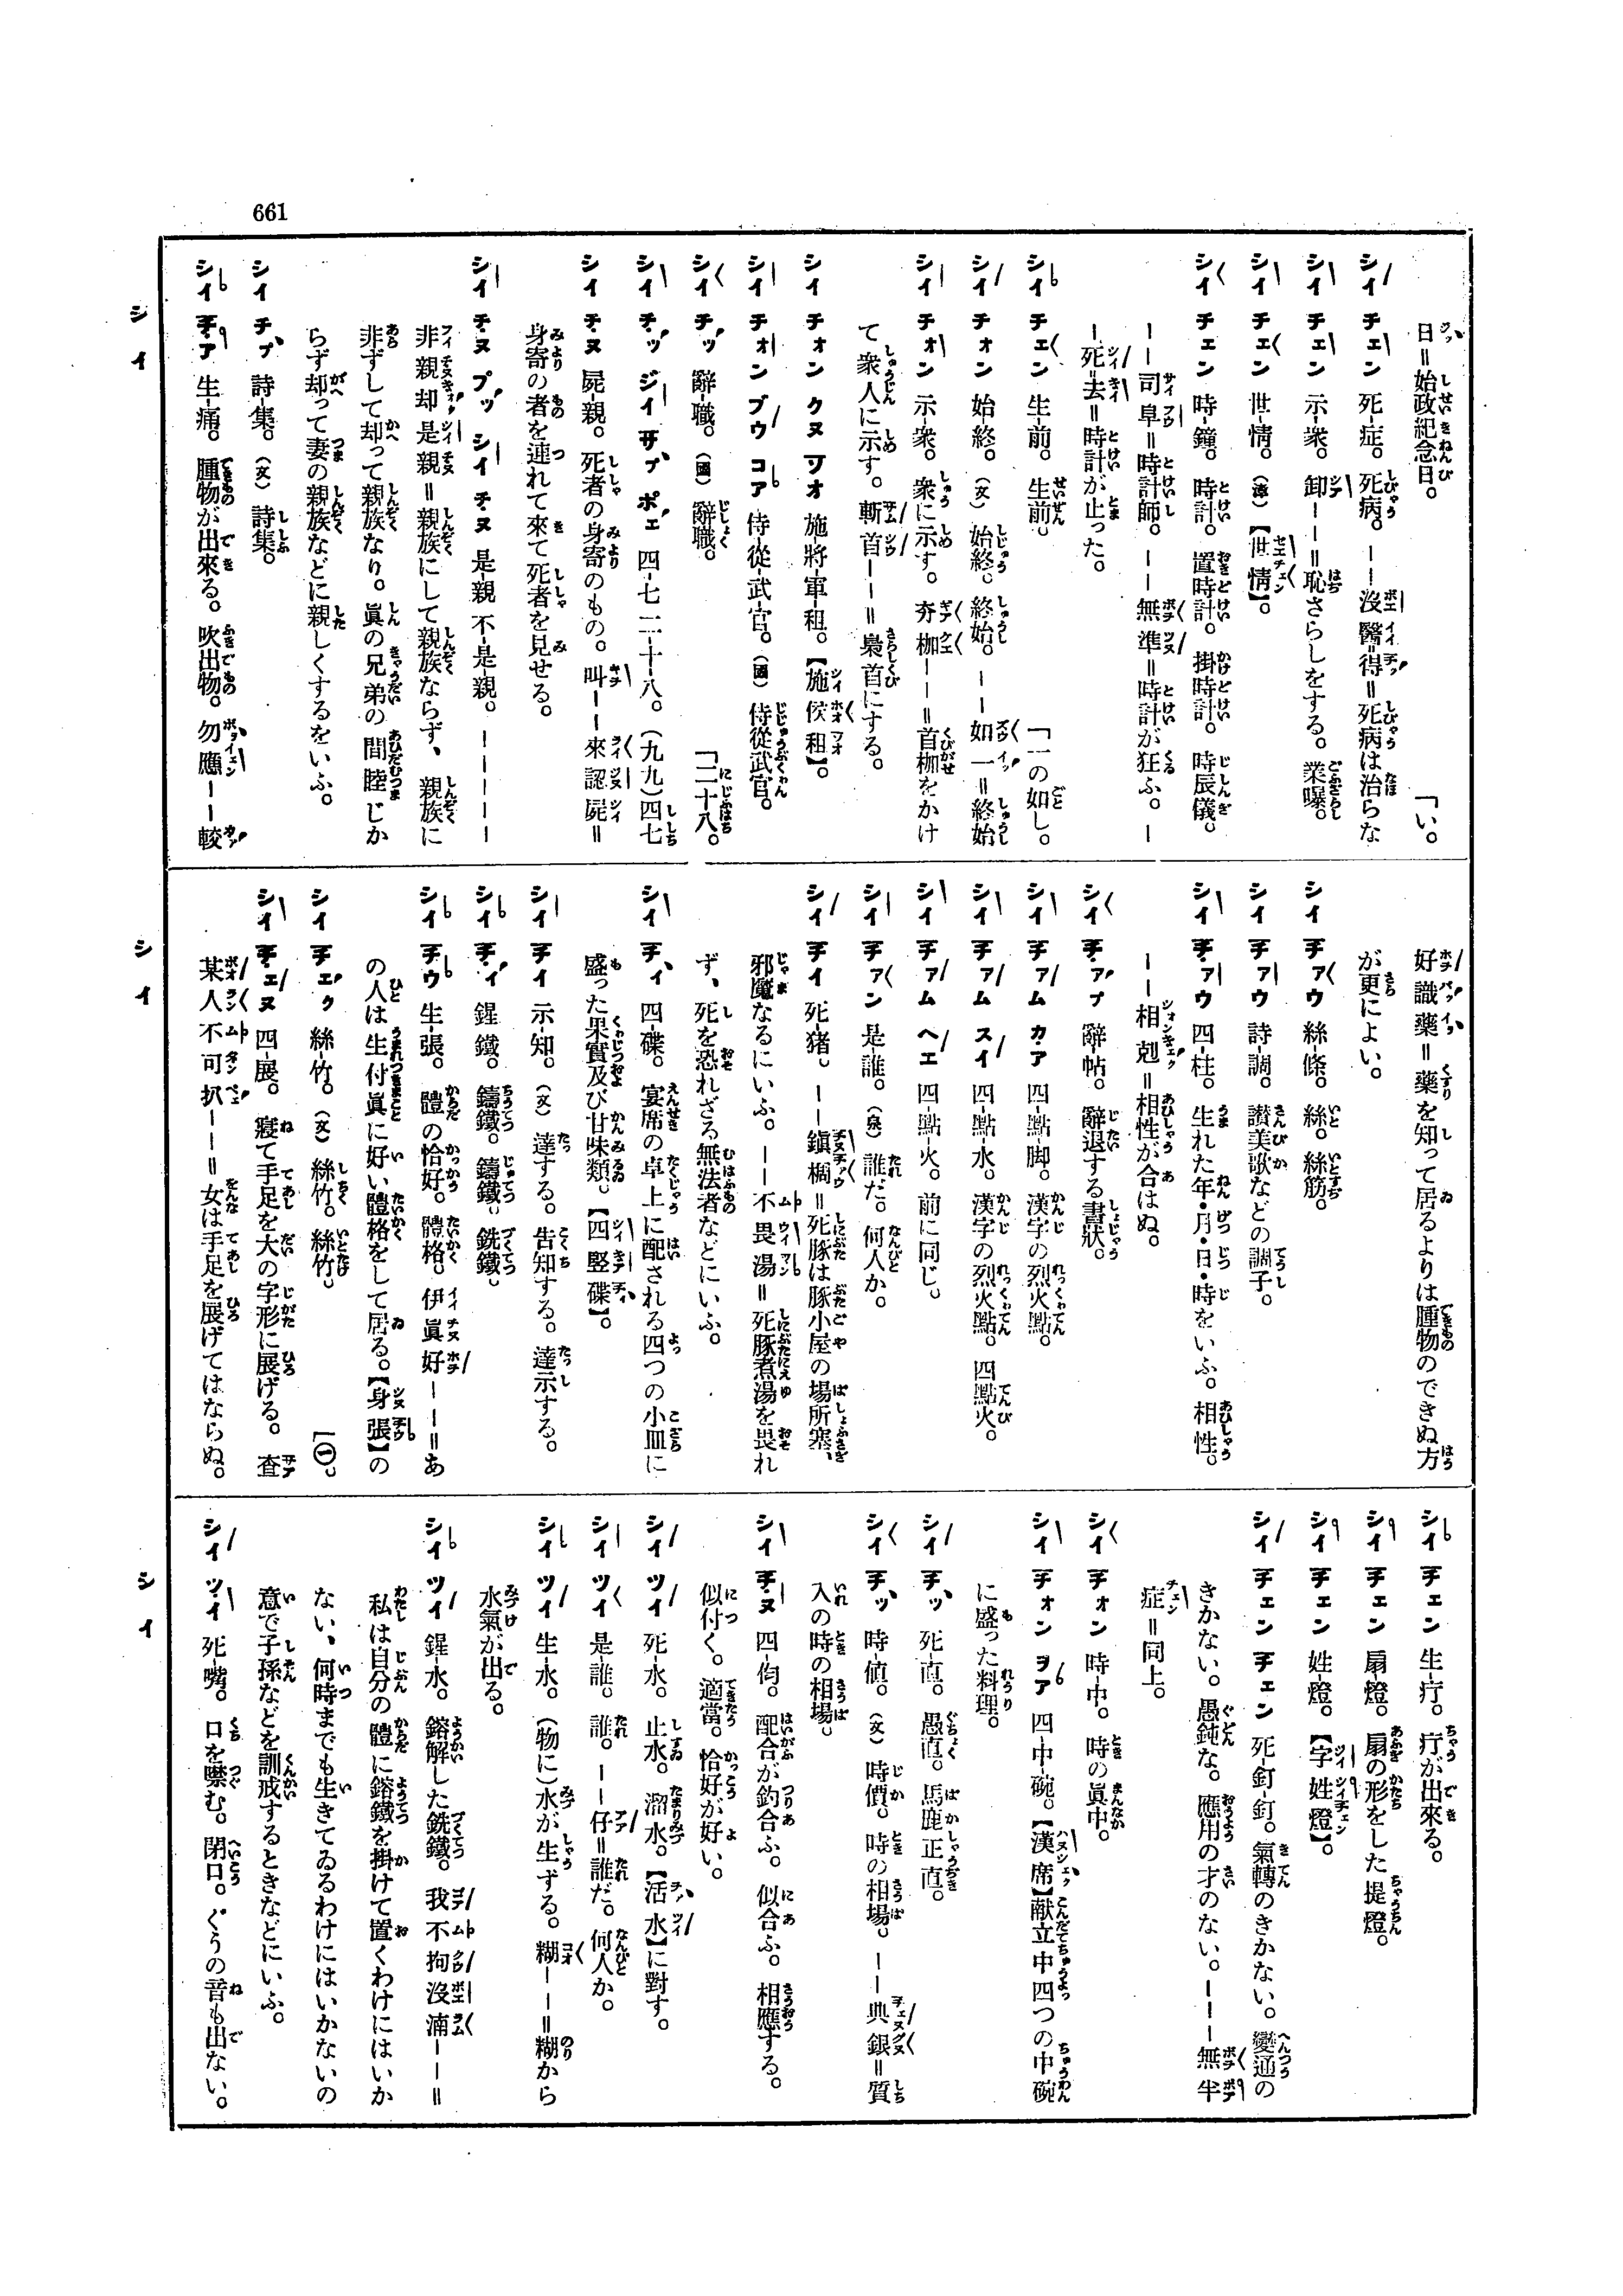 661
日＝始政紀念日。
シイ チェン 死-症。死病。－－沒醫=得＝死病は治らな「い。
シイ チェン 示-衆。卸－－＝恥さらしをする。業曝。
シイ チェン 世-情。（漳）【世情】。
シイ チェン 時-鐘。時計。置時計。掛時計。時辰儀。
－－司阜＝時計師。－－無準＝時計が狂ふ。－
－死=去＝時計が止った。
シイ チェン 生-前。生前。
シイ チォン 始-終。（文）始終。終始。－－如一＝終始「一の如し。
シイ チォン 示-衆。衆に示す。夯枷－－＝首枷をかけ
て衆人に示す。斬首－－＝梟首にする。
シイ チォン クヌ ツオ 施-將-軍-租。【施侯租】。
シイ チォン ブウ コア 侍-從-武-官。（國）侍從武官。
シイ チッ 辭-職。（國）辭職。
シイ チッ ジイ サプ ポェ 四-七 二-十-八。（九九）四七「二十八。
シイ チヌ 屍-親。死者の身寄のもの。叫－－來認屍＝
身寄の者を連れて來て死者を見せる。
シイ チヌ プッ シイ チヌ 是-親 不-是-親。－－－－－
非親却是親＝親族にして親族ならず、親族に
非ずして却って親族なり。眞の兄弟の間睦じか
らず却って妻の親族などに親しくするをいふ。
シイ チプ 詩-集。（文）詩集。
シイ チア 生-痛。腫物が出來る。吹出物。勿應－－較
シイ
好識藥＝藥を知って居るよりは腫物のできぬ方
が更によい。
シイ チァウ 絲-條。絲。絲筋。
シイ チァウ 詩-調。讃美歌などの調子。
シイ チァウ 四-柱。生れた年・月・日・時をいふ。相性。
－－相剋＝相性が合はぬ。
シイ チァプ 辭-帖。辭退する書狀。
シイ チァム カア 四-點-脚。漢字の烈火點。
シイ チァム スイ 四-點-水。漢字の烈火點。四點火。
シイ チァム ヘエ 四-點-火。前に同じ。
シイ チァン 是-誰。（泉）誰だ。何人か。
シイ チイ 死-猪。－－鎭椆＝死豚は豚小屋の場所塞、
邪魔なるにいふ。－－不畏湯＝死豚煮湯を畏れ
ず、死を恐れざる無法者などにいふ。
シイ チィ 四-碟。宴席の卓上に配される四つの小皿に
盛った果實及び甘味類。【四堅碟】。
シイ チイ 示-知。（文）達する。告知する。達示する。
シイ チィ 鉎-鐵。鑄鐵。鑄鐵。銑鐵。
シイ チウ 生-張。體の恰好。體格。伊眞好－－＝あ
の人は生付眞に好い體格をして居る。【身張】の「㊀。
シイ チェク 絲-竹。（文）絲竹。絲竹。
シイ チェヌ 四-展。寢て手足を大の字形に展げる。查
某人不可扒－－＝女は手足を展げてはならぬ。
シイ
シイ チェン 生-疔。疔が出來る。
シイ チェン 扇-燈。扇の形をした提燈。
シイ チェン 姓-燈。【字姓燈】。
シイ チェン チェン 死-釘-釘。氣轉のきかない。變通の
きかない。愚鈍な。應用の才のない。－－－無半
症＝同上。
シイ チォン 時-中。時の眞中。
シイ チォン ヲア 四-中-碗。【漢席】献立中四つの中碗
に盛った料理。
シイ チッ 死-直。愚直。馬鹿正直。
シイ チッ 時-値。（文）時價。時の相場。－－典銀＝質
入の時の相場。
シイ チヌ 四-㐰。配合が釣合ふ。似合ふ。相應する。
似付く。適當。恰好が好い。
シイ ツイ 死-水。止水。溜水。【活水】に對す。
シイ ツイ 是-誰。誰。－－仔＝誰だ。何人か。
シイ ツイ 生-水。（物に）水が生ずる。糊－－＝糊から
水氣が出る。
シイ ツイ 鉎-水。鎔解した銑鐵。我不拘沒湳－－＝
私は自分の體に鎔鐵を掛けて置くわけにはいか
ない、何時までも生きてゐるわけにはいかないの
意で子孫などを訓戒するときなどにいふ。
シイ ツイ 死-嘴。口を噤む。閉口。ぐうの音も出ない。
シイ